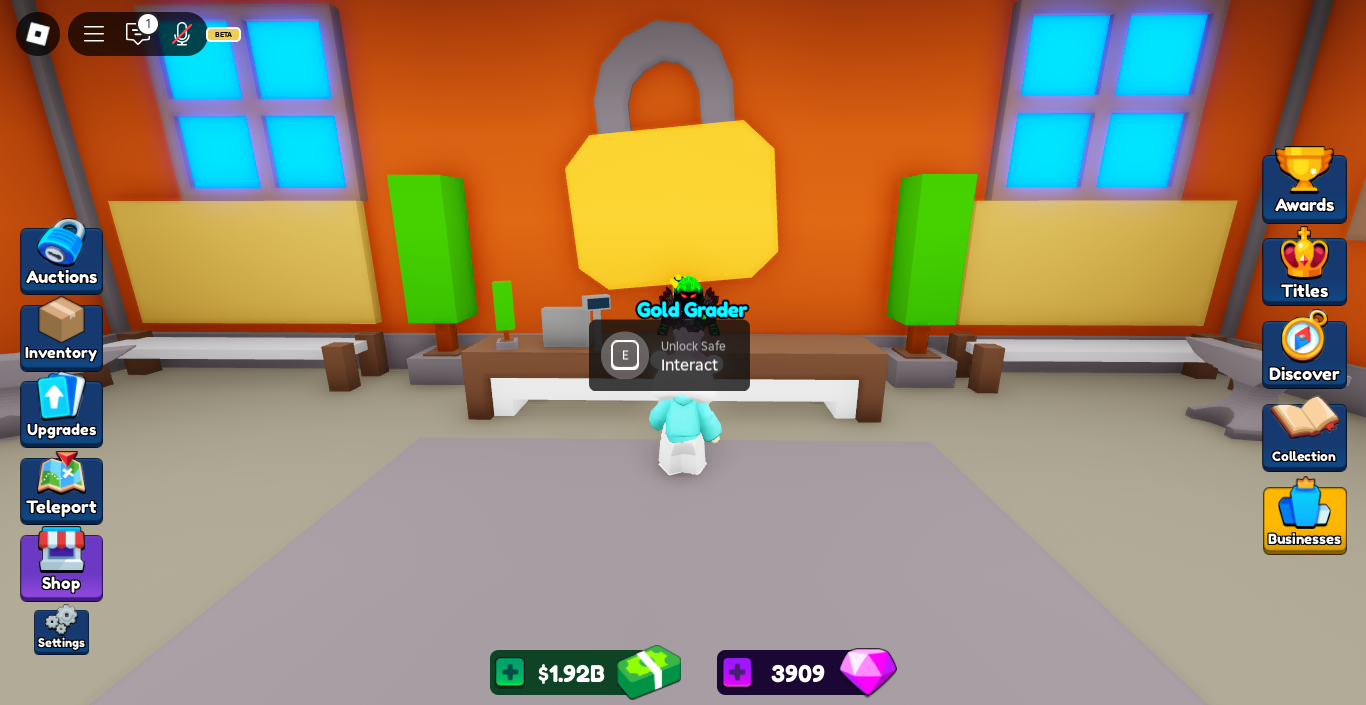 1
BETA
Auctions
Inventory
Upgrades
Teleport
Shop
Settings
Gold Grader
E
Unlock Safe
Interact
Awards
Titles
Discover
Collection
Businesses
$1.92B
3909